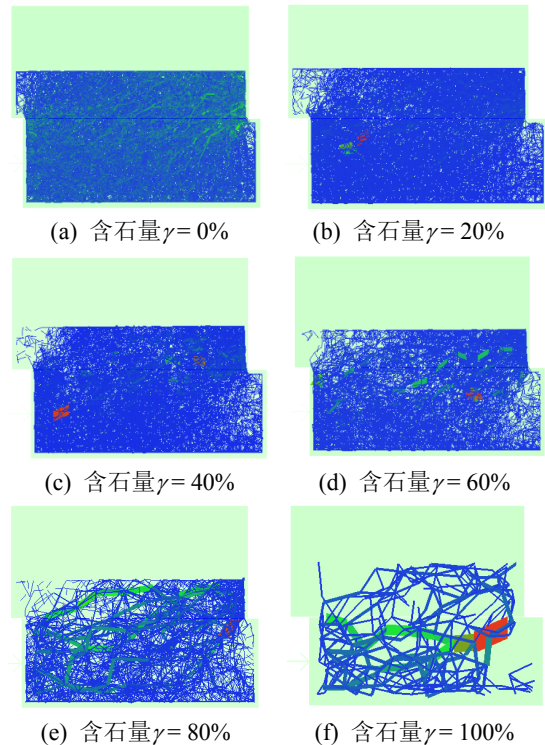 (a) 含石量γ= 0%
(b) 含石量γ= 20%
(c) 含石量γ= 40%
(d) 含石量γ= 60%
(e) 含石量γ= 80%
(f) 含石量γ= 100%